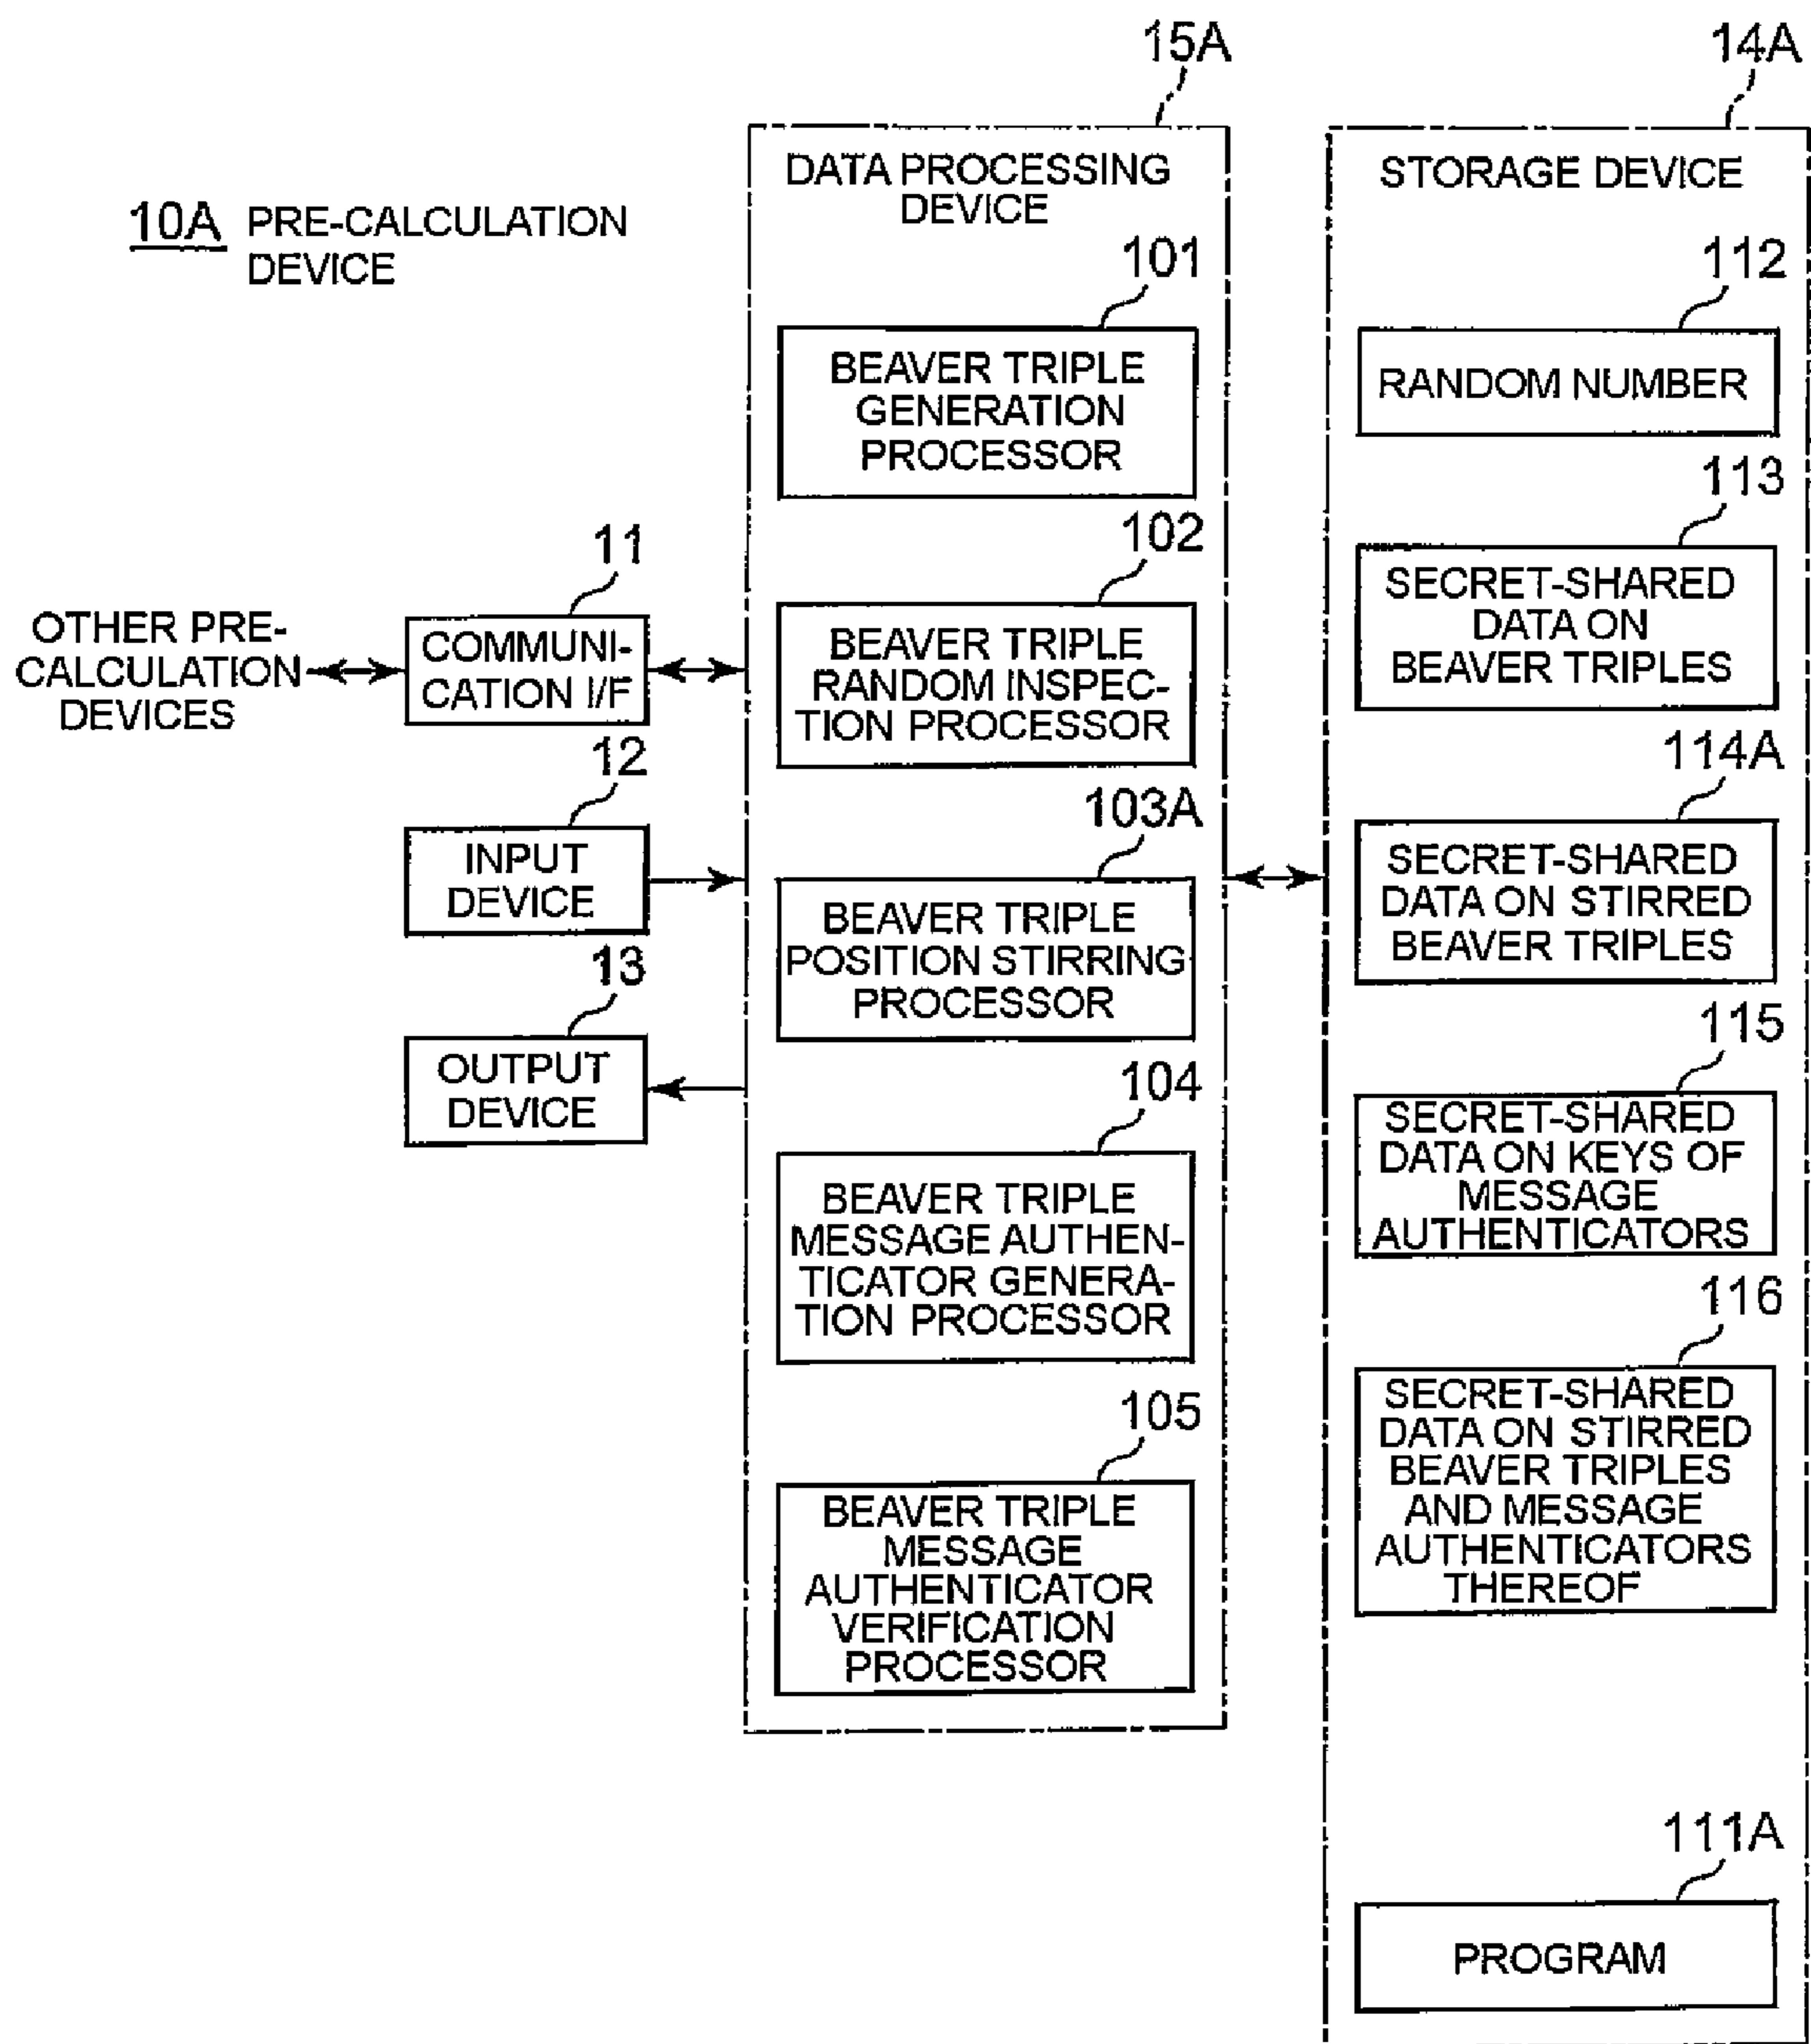 10A PRE-CALCULATION
DEVICE
OTHER PRE-
CALCULATION
DEVICES
11
COMMUNI-
CATION I/F
12
INPUT
DEVICE
13
OUTPUT
DEVICE
15A
DATA PROCESSING
DEVICE
101
BEAVER TRIPLE
GENERATION
PROCESSOR
102
BEAVER TRIPLE
RANDOM INSPEC-
TION PROCESSOR
103A
BEAVER TRIPLE
POSITION STIRRING
PROCESSOR
104
BEAVER TRIPLE
MESSAGE AUTHEN-
TICATOR GENERA-
TION PROCESSOR
105
BEAVER TRIPLE
MESSAGE
AUTHENTICATOR
VERIFICATION
PROCESSOR
14A
STORAGE DEVICE
112
RANDOM NUMBER
113
SECRET-SHARED
DATA ON
BEAVER TRIPLES
114A
SECRET-SHARED
DATA ON STIRRED
BEAVER TRIPLES
115
SECRET-SHARED
DATA ON KEYS OF
MESSAGE
AUTHENTICATORS
116
SECRET-SHARED
DATA ON STIRRED
BEAVER TRIPLES
AND MESSAGE
AUTHENTICATORS
THEREOF
111A
PROGRAM